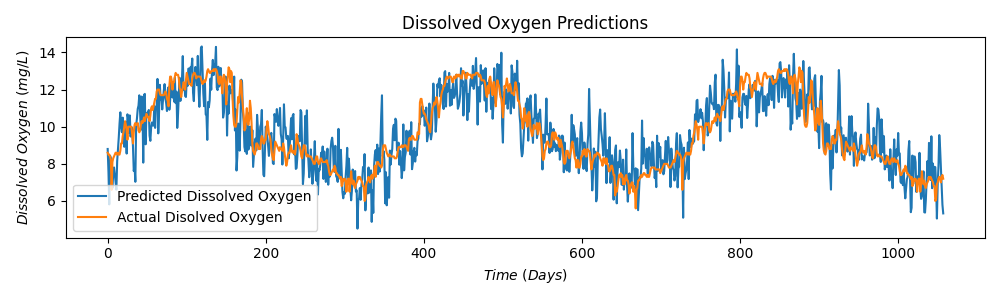 Dissolved Oxygen Predictions
Dissolved Oxygen (mg/L)
14
12
10
8
6
Predicted Dissolved Oxygen
Actual Disolved Oxygen
0 200 400 600 800 1000
Time (Days)